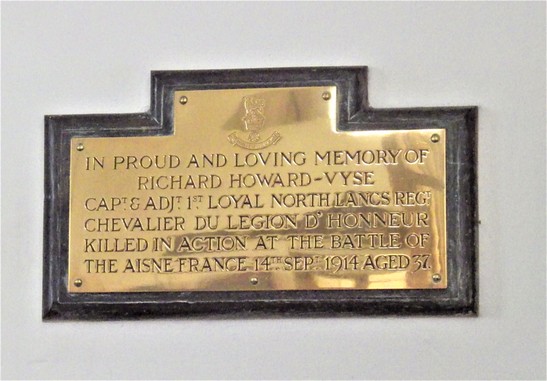 IN PROUD AND LOVING MEMORY OF
RICHARD HOWARD-VYSE
CAPT. & ADJT. 1ST LOYAL NORTH LANCS REGT.
CHEVALIER DU LEGION D'HONNEUR
KILLED IN ACTION AT THE BATTLE OF
THE AISNE FRANCE 14TH SEPT. 1914 AGED 37.